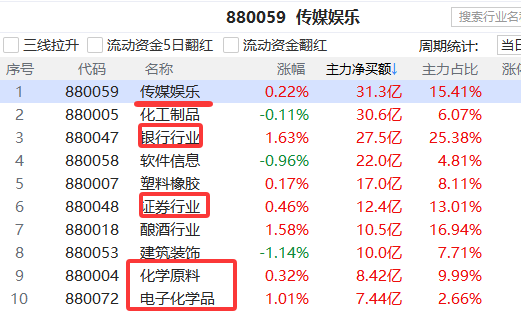 880059 传媒娱乐
搜索行业名
三线拉升 流动资金5日翻红 流动资金翻红 周期统计: 当日
序号 代码 名称 涨幅 主力净买额↓ 主力占比 涨
1 880059 传媒娱乐 0.22% 31.3亿 15.41%
2 880005 化工制品 -0.11% 30.6亿 6.07%
3 880047 银行行业 1.63% 27.5亿 25.38%
4 880058 软件信息 -0.96% 22.0亿 4.81%
5 880007 塑料橡胶 0.17% 17.0亿 8.11%
6 880048 证券行业 0.46% 12.4亿 13.01%
7 880018 酿酒行业 1.58% 10.5亿 16.94%
8 880053 建筑装饰 -1.14% 10.0亿 7.71%
9 880004 化学原料 0.32% 8.42亿 9.99%
10 880072 电子化学品 1.01% 7.44亿 2.66%